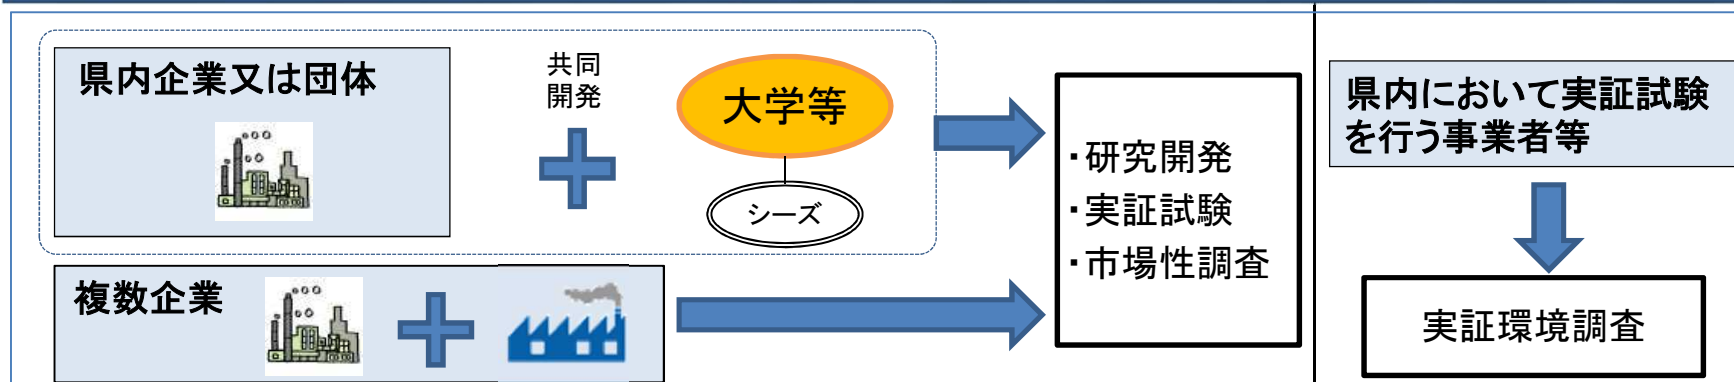 県内企業又は団体
共同
開発
大学等
シーズ
複数企業
・研究開発
・実証試験
・市場性調査
県内において実証試験
を行う事業者等
実証環境調査